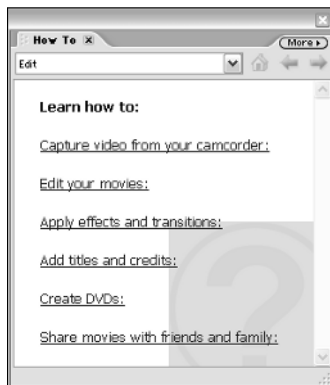 How To
More
Edit
Learn how to:
Capture video from your camcorder:
Edit your movies:
Apply effects and transitions:
Add titles and credits:
Create DVDs:
Share movies with friends and family: